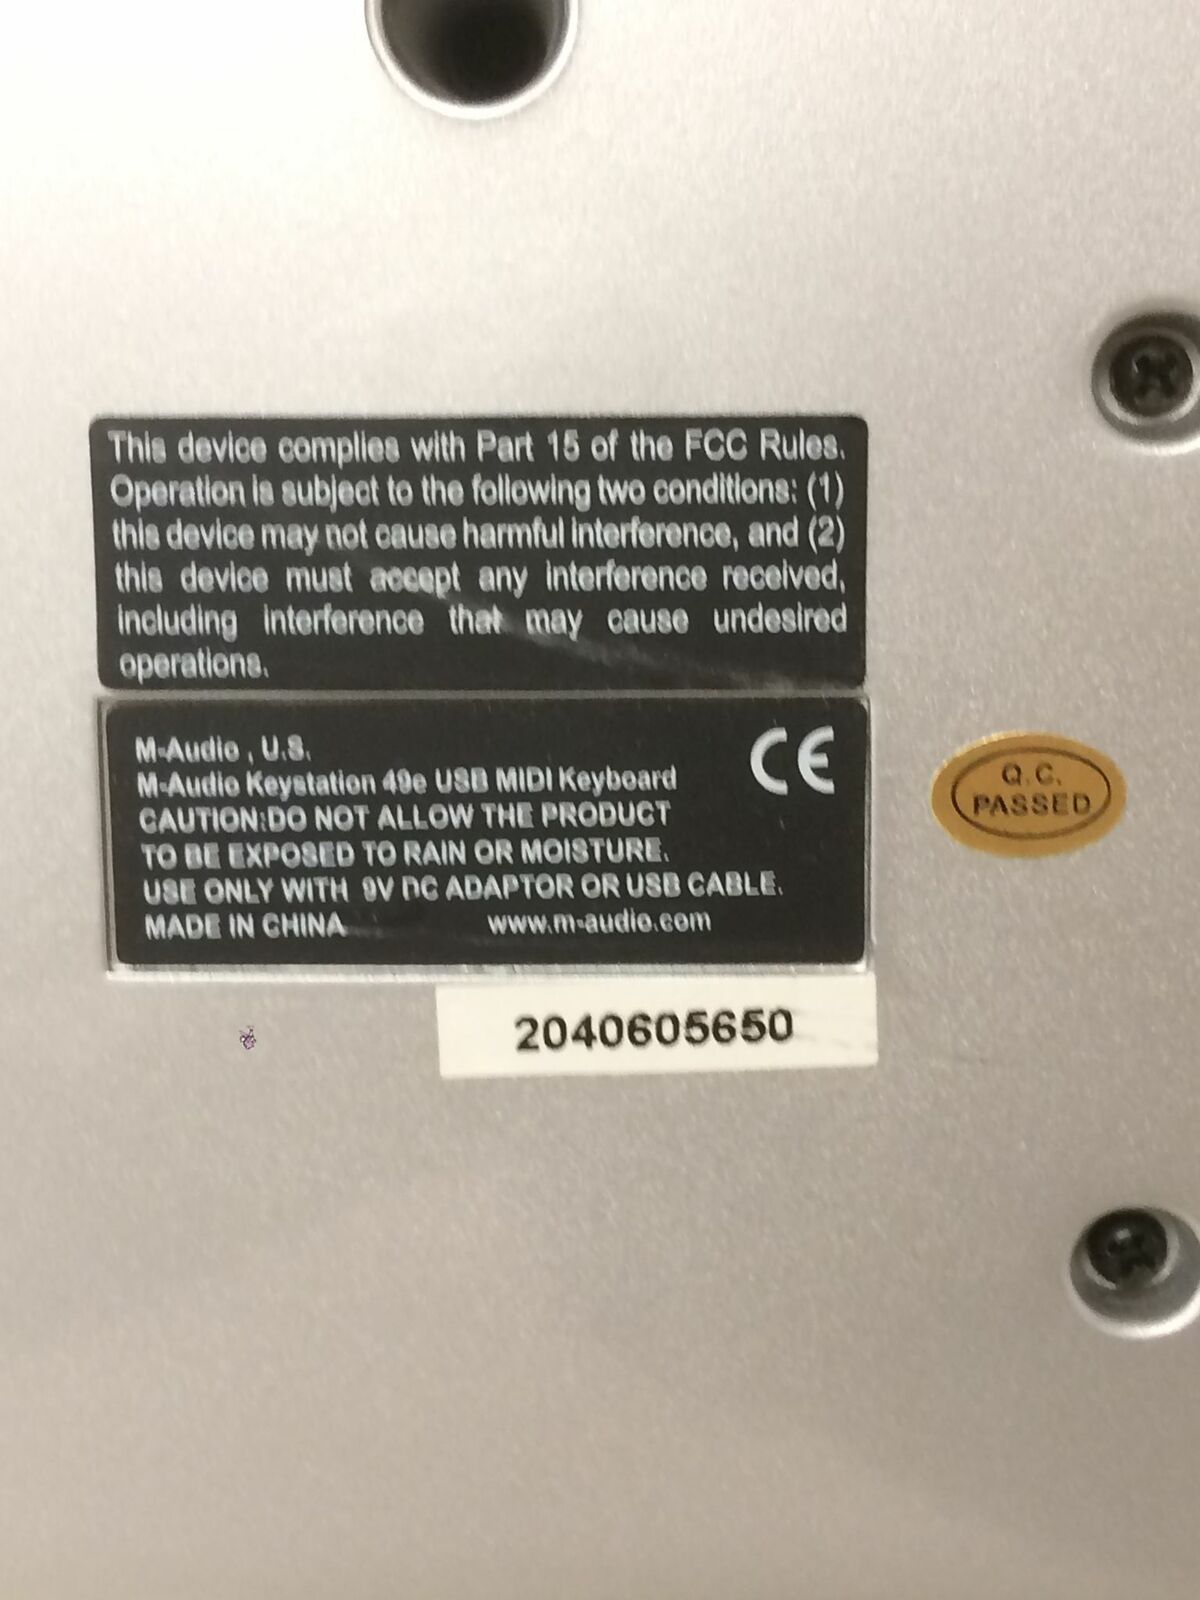 This device complies with Part 15 of the FCC Rules.
Operation is subject to the following two conditions: (1)
this device may not cause harmful interference, and (2)
this device must accept any interference received,
including interference that may cause undesired
operations.
M-Audio , U.S.
CE
M-Audio Keystation 49e USB MIDI Keyboard
CAUTION:DO NOT ALLOW THE PRODUCT
TO BE EXPOSED TO RAIN OR MOISTURE.
USE ONLY WITH 9V DC ADAPTOR OR USB CABLE.
MADE IN CHINA www.m-audio.com
Q.C.
PASSED
2040605650